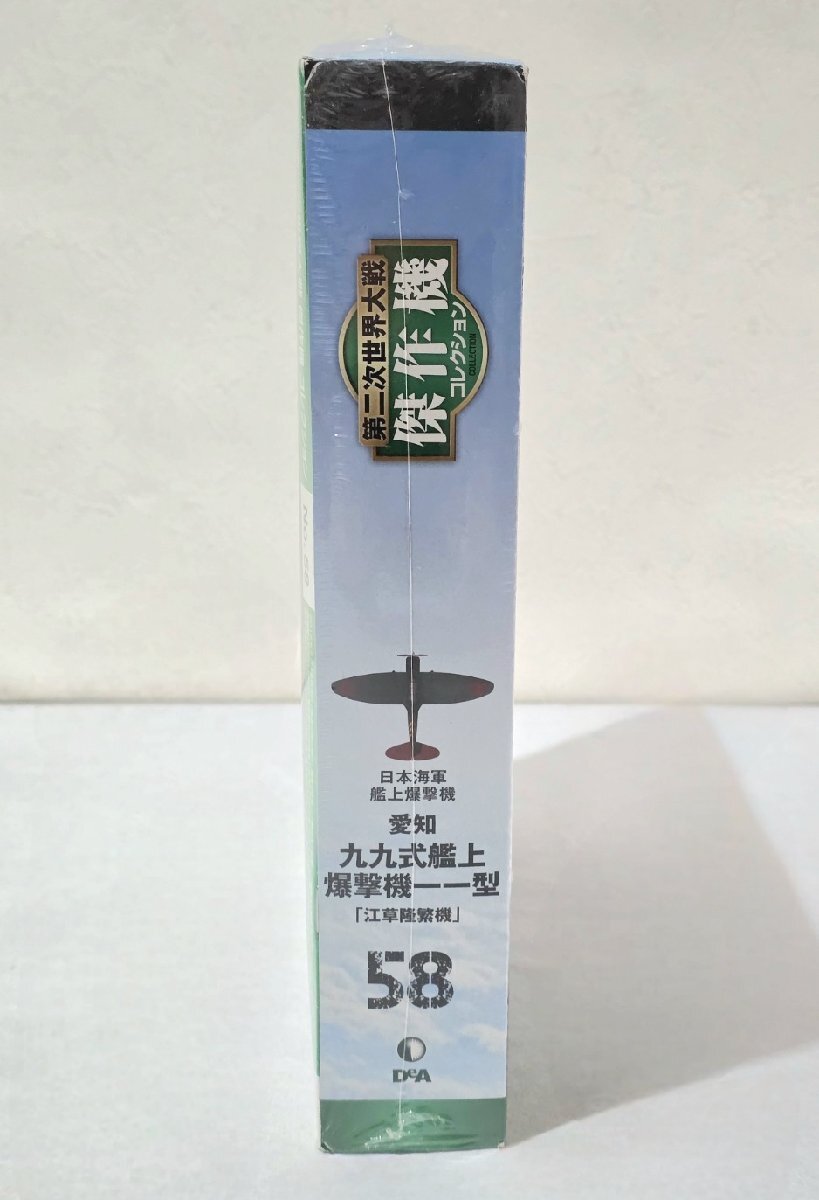 第二次世界大戦
傑作機
コレクション
COLLECTION
日本海軍
艦上爆撃機
愛知
九九式艦上
爆撃機一一型
「江草隆繁機」
58
DeA